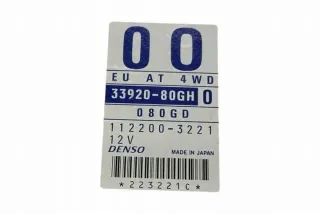 00
EU AT 4WD
33920-80GH 0
080GD
112200-3221
12V
DENSO MADE IN JAPAN
*223221C*